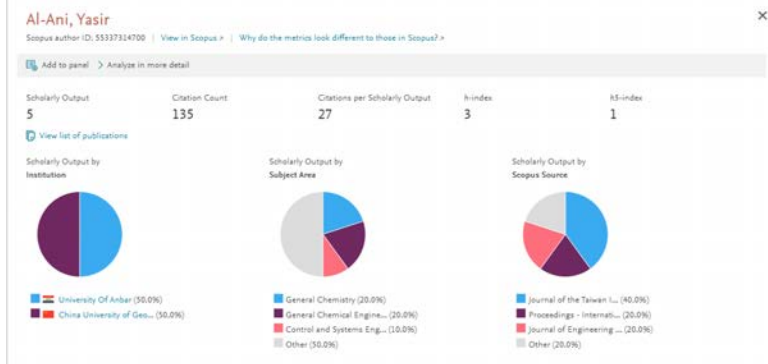 Al-Ani, Yasir
Scopus author ID: 55337314700 | View in Scopus > | Why do the metrics look different to those in Scopus? >
Add to panel > Analyze in more detail
Scholarly Output
5
Citation Count
135
Citations per Scholarly Output
27
h-index
3
h5-index
1
View list of publications
Scholarly Output by
Institution
University Of Anbar (50.0%)
China University of Geo... (50.0%)
Scholarly Output by
Subject Area
General Chemistry (20.0%)
General Chemical Engine... (20.0%)
Control and Systems Eng... (10.0%)
Other (50.0%)
Scholarly Output by
Scopus Source
Journal of the Taiwan I... (40.0%)
Proceedings - Internati... (20.0%)
Journal of Engineering ... (20.0%)
Other (20.0%)